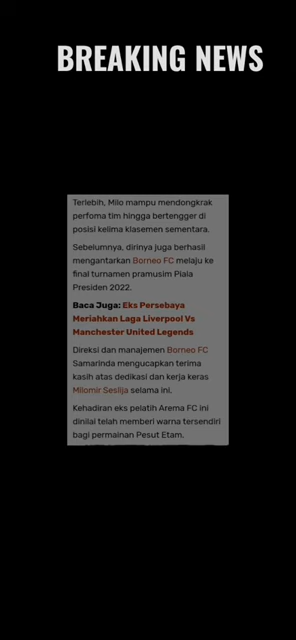 BREAKING NEWS
Terlebih, Milo mampu mendongkrak
perfoma tim hingga bertengger di
posisi kelima klasemen sementara.
Sebelumnya, dirinya juga berhasil
mengantarkan Borneo FC melaju ke
final turnamen pramusim Piala
Presiden 2022.
Baca Juga: Eks Persebaya
Meriahkan Laga Liverpool Vs
Manchester United Legends
Direksi dan manajemen Borneo FC
Samarinda mengucapkan terima
kasih atas dedikasi dan kerja keras
Milomir Seslija selama ini.
Kehadiran eks pelatih Arema FC ini
dinilai telah memberi warna tersendiri
bagi permainan Pesut Etam.